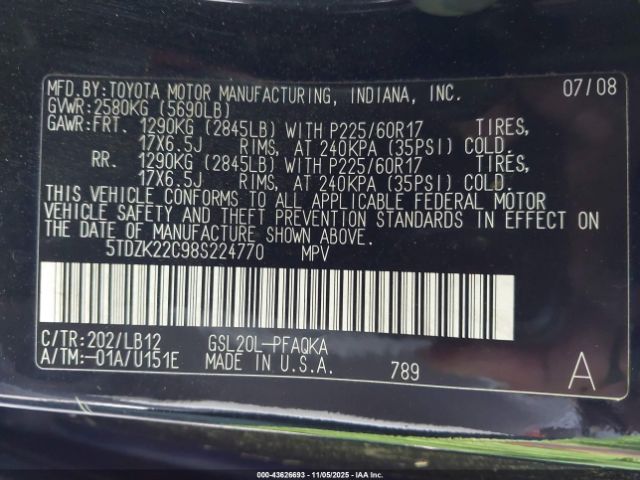 MFD.BY:TOYOTA MOTOR MANUFACTURING, INDIANA, INC. 07/08
GVWR:2580KG (5690LB)
GAWR:FRT. 1290KG (2845LB) WITH P225/60R17 TIRES,
17X6.5J RIMS, AT 240KPA (35PSI) COLD.
RR. 1290KG (2845LB) WITH P225/60R17 TIRES,
17X6.5J RIMS, AT 240KPA (35PSI) COLD.
THIS VEHICLE CONFORMS TO ALL APPLICABLE FEDERAL MOTOR
VEHICLE SAFETY AND THEFT PREVENTION STANDARDS IN EFFECT ON
THE DATE OF MANUFACTURE SHOWN ABOVE.
5TDZK22C98S224770 MPV
C/TR:202/LB12 GSL20L-PFAQKA
A/TM:-01A/U151E MADE IN U.S.A. 789 A
000-43626693 - 11/05/2025 - IAA Inc.